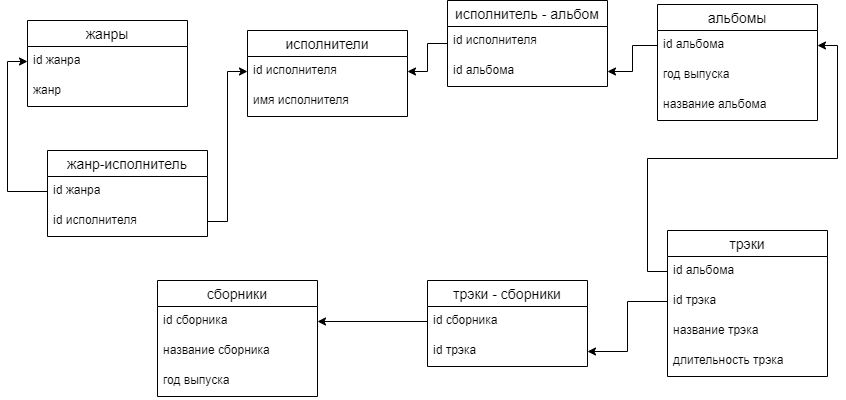 жанры
id жанра
жанр
исполнители
id исполнителя
имя исполнителя
исполнитель - альбом
id исполнителя
id альбома
альбомы
id альбома
год выпуска
название альбома
жанр-исполнитель
id жанра
id исполнителя
сборники
id сборника
название сборника
год выпуска
трэки - сборники
id сборника
id трэка
трэки
id альбома
id трэка
название трэка
длительность трэка